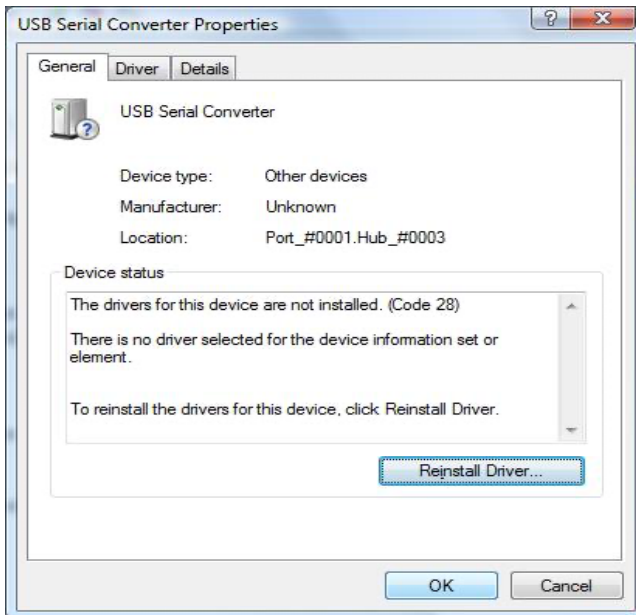 USB Serial Converter Properties
General Driver Details
USB Serial Converter
Device type: Other devices
Manufacturer: Unknown
Location: Port_#0001.Hub_#0003
Device status
The drivers for this device are not installed. (Code 28)
There is no driver selected for the device information set or
element.
To reinstall the drivers for this device, click Reinstall Driver.
Reinstall Driver...
OK Cancel